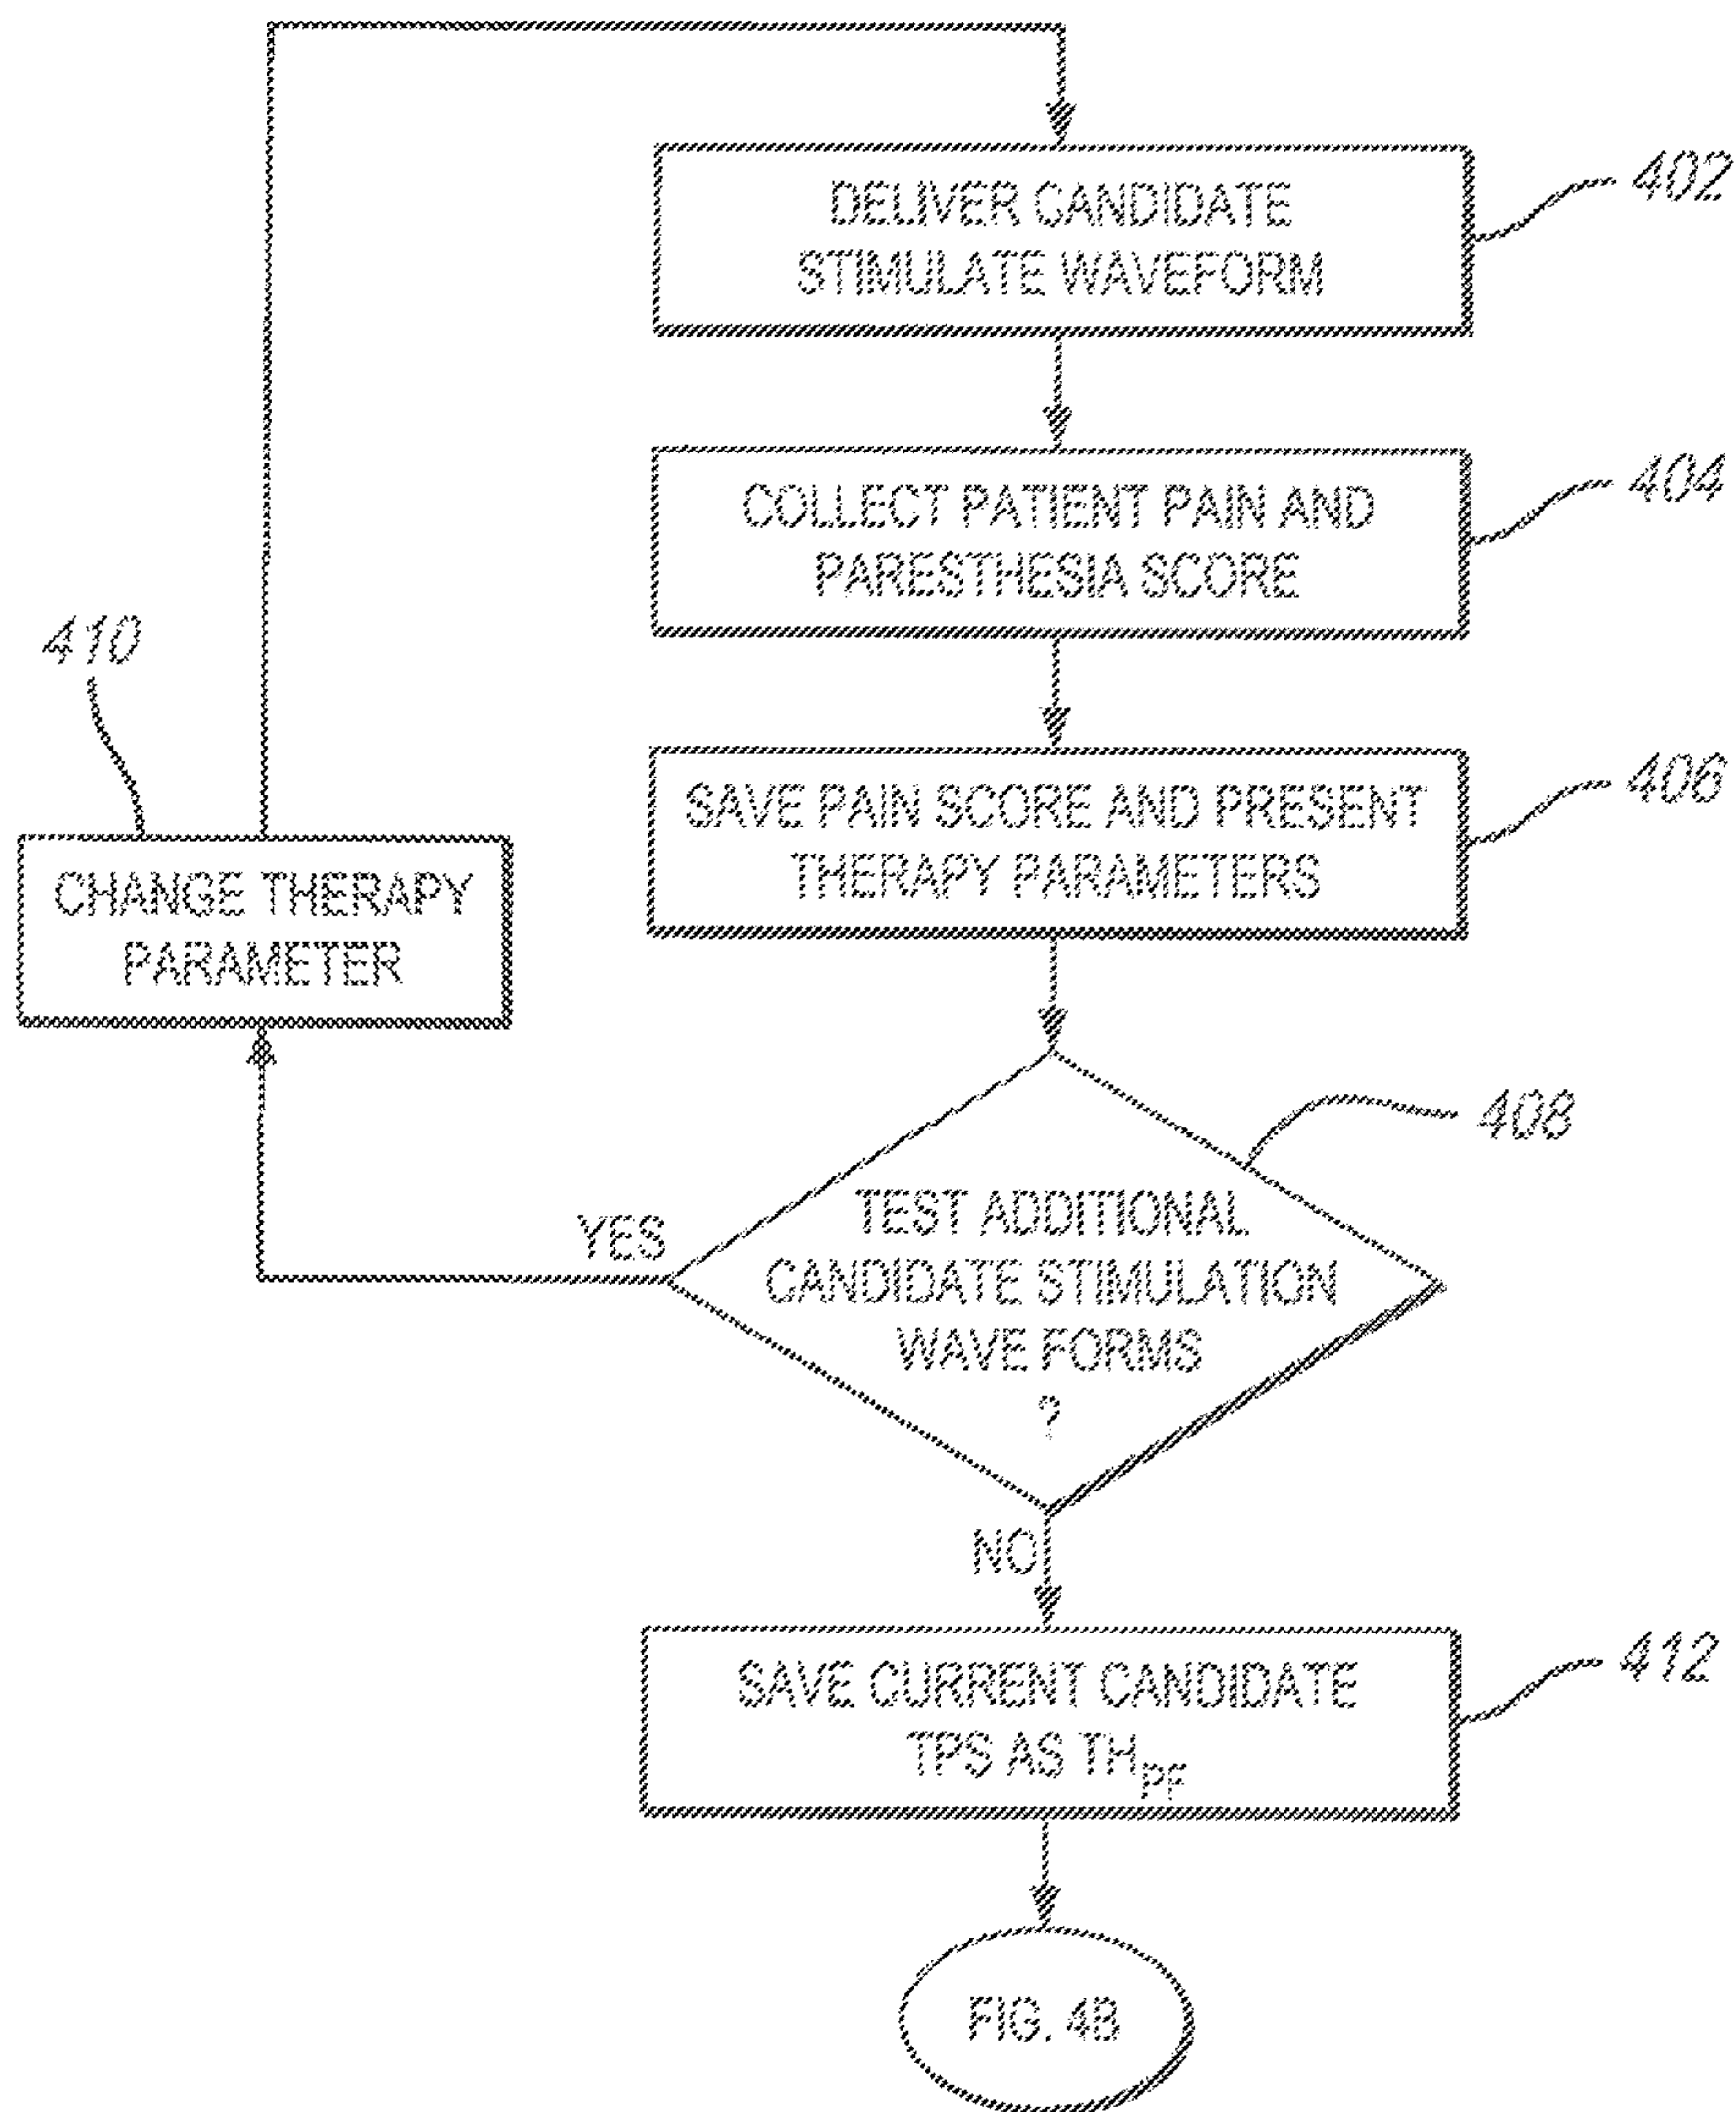 DELIVER CANDIDATE
STIMULATE WAVEFORM
402
COLLECT PATIENT PAIN AND
PARESTHESIA SCORE
404
410
SAVE PAIN SCORE AND PRESENT
THERAPY PARAMETERS
406
CHANGE THERAPY
PARAMETER
408
TEST ADDITIONAL
CANDIDATE STIMULATION
WAVE FORMS
?
YES
NO
SAVE CURRENT CANDIDATE
TPS AS TH_PF
412
FIG. 4B